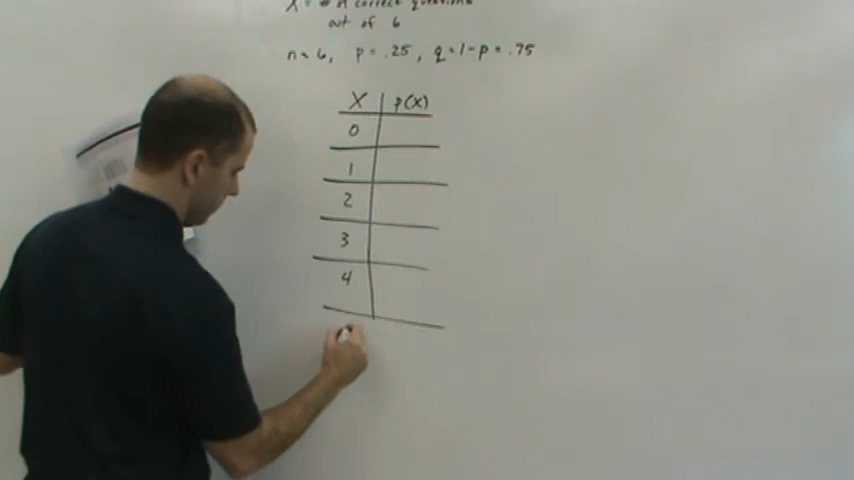 X = # of correct questions
out of 6
n = 6, p = .25, q = 1 - p = .75
X p(x)
0
1
2
3
4